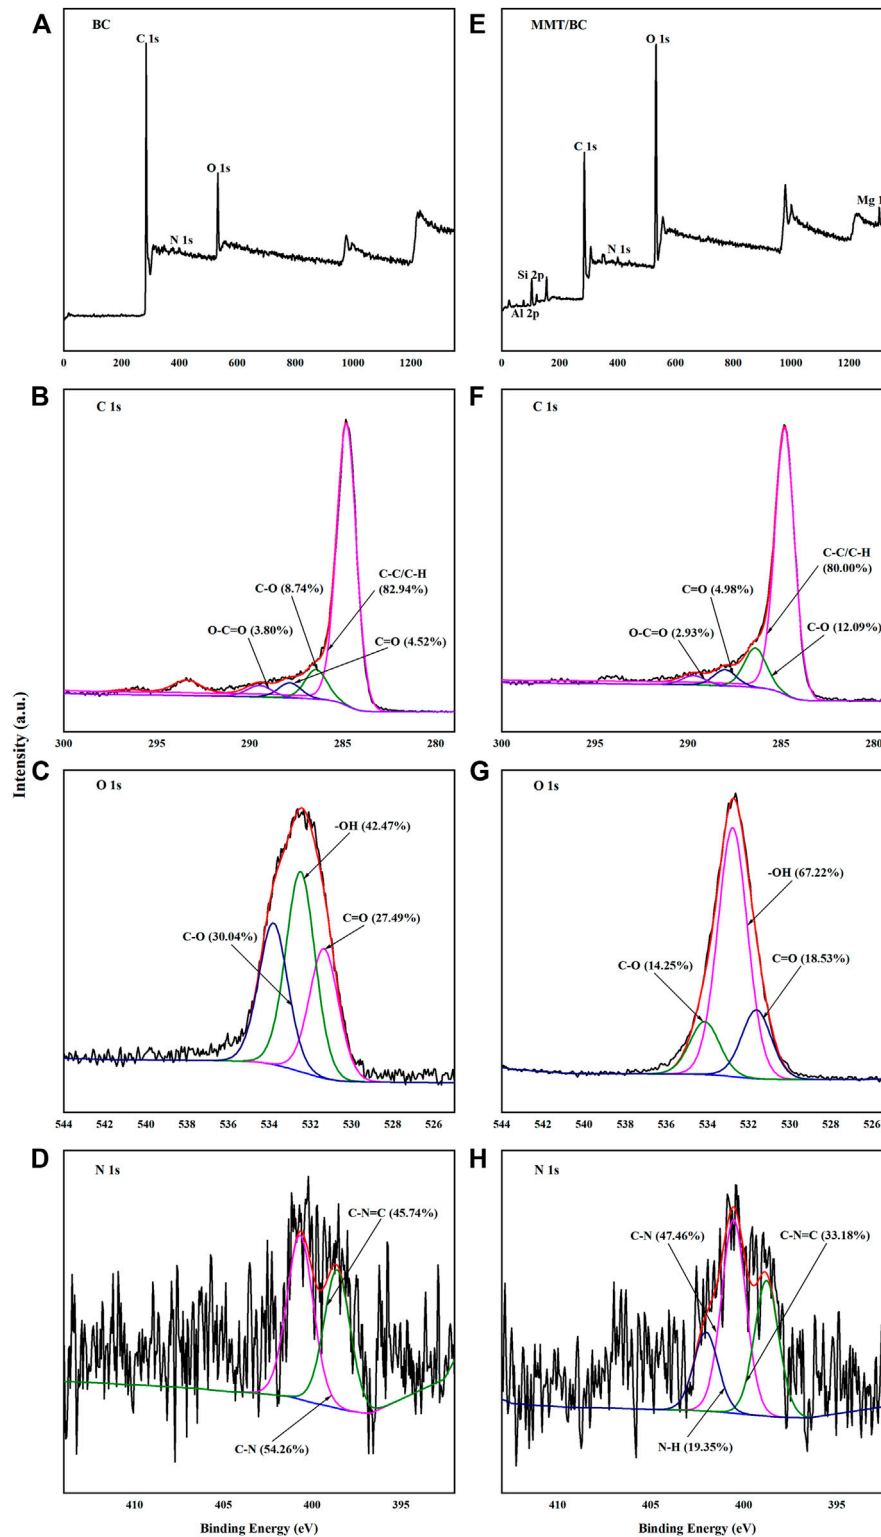 A BC
C 1s
O 1s
N 1s
0 200 400 600 800 1000 1200
E MMT/BC
O 1s
C 1s
Mg 1
N 1s
Si 2p
Al 2p
0 200 400 600 800 1000 1200
B C 1s
C-O (8.74%)
C-C/C-H
(82.94%)
O-C=O (3.80%)
C=O (4.52%)
300 295 290 285 280
F C 1s
C-C/C-H
(80.00%)
C=O (4.98%)
O-C=O (2.93%)
C-O (12.09%)
300 295 290 285 280
Intensity (a.u.)
C O 1s
-OH (42.47%)
C=O (27.49%)
C-O (30.04%)
544 542 540 538 536 534 532 530 528 526
G O 1s
-OH (67.22%)
C=O (18.53%)
C-O (14.25%)
544 542 540 538 536 534 532 530 528 526
D N 1s
C-N=C (45.74%)
C-N (54.26%)
410 405 400 395
Binding Energy (eV)
H N 1s
C-N (47.46%)
C-N=C (33.18%)
N-H (19.35%)
410 405 400 395
Binding Energy (eV)